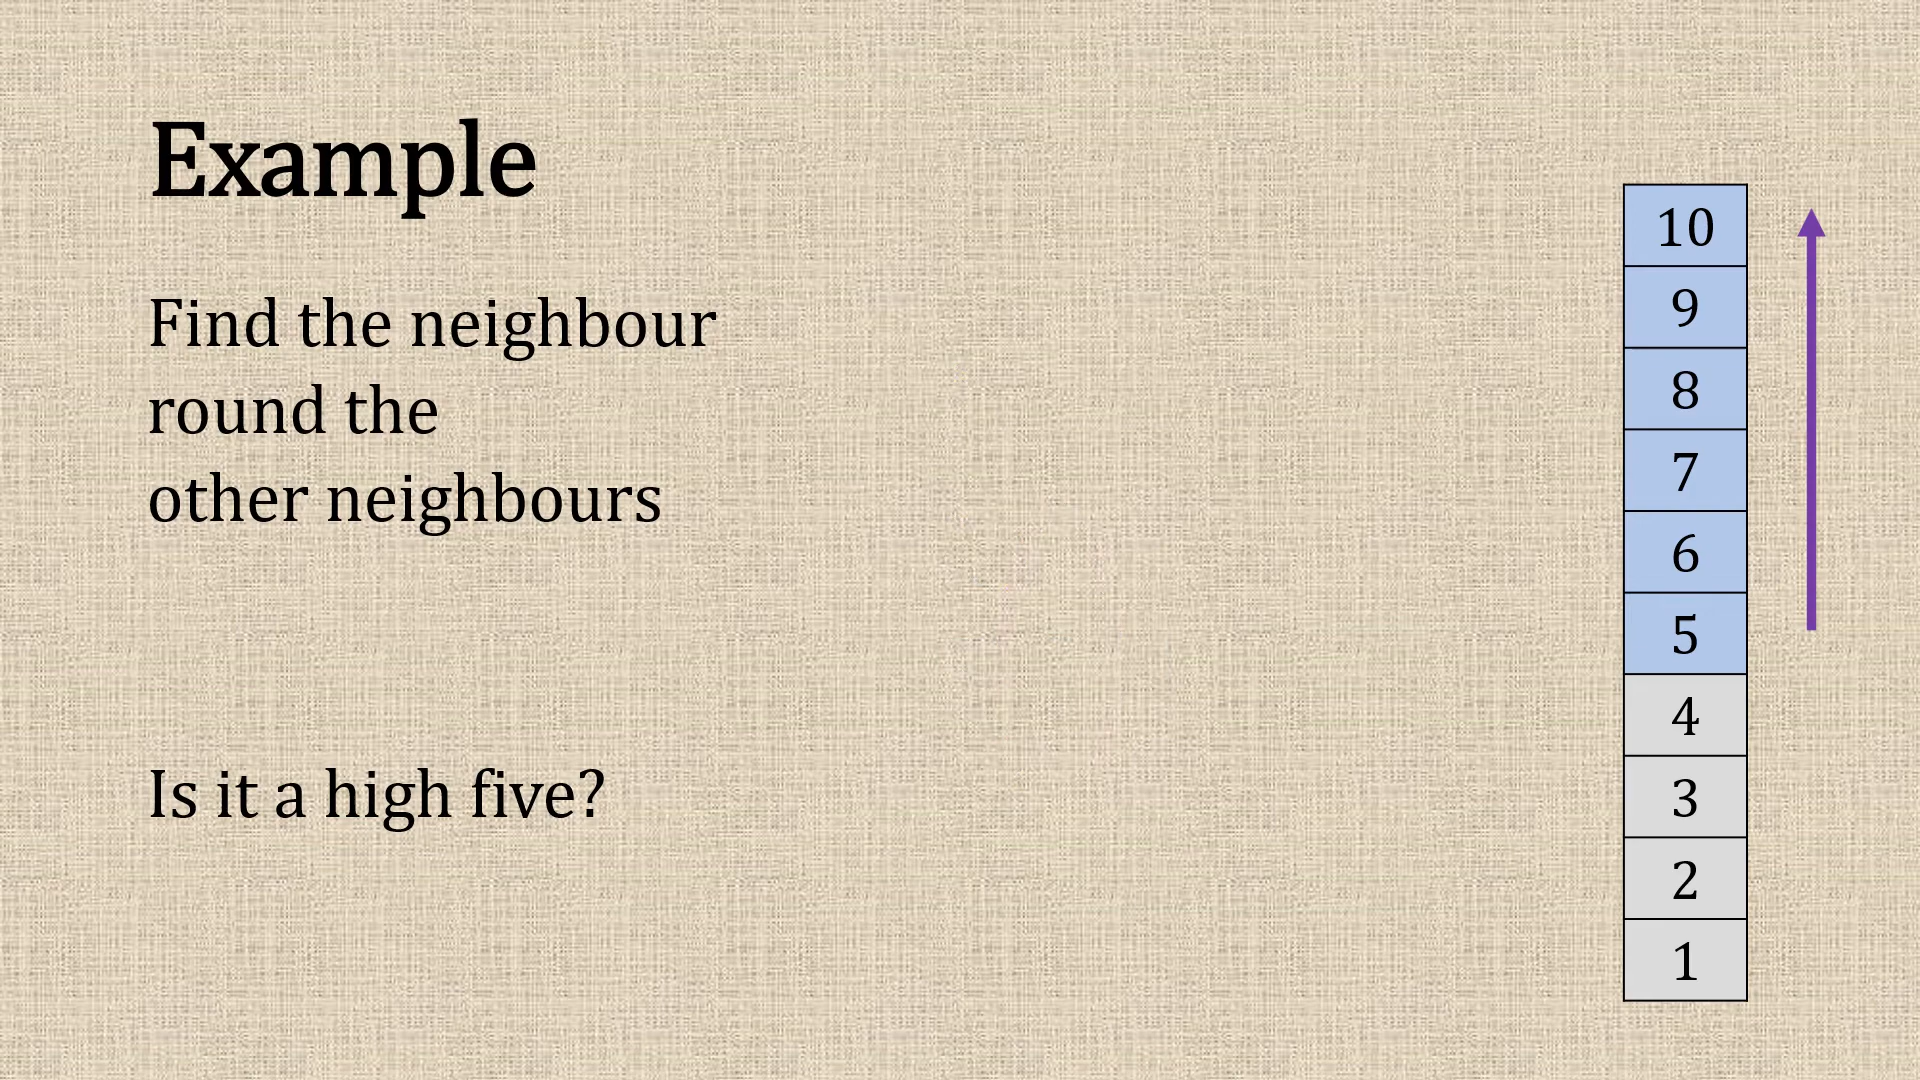 Example
Find the neighbour
round the
other neighbours
Is it a high five?
10
9
8
7
6
5
4
3
2
1